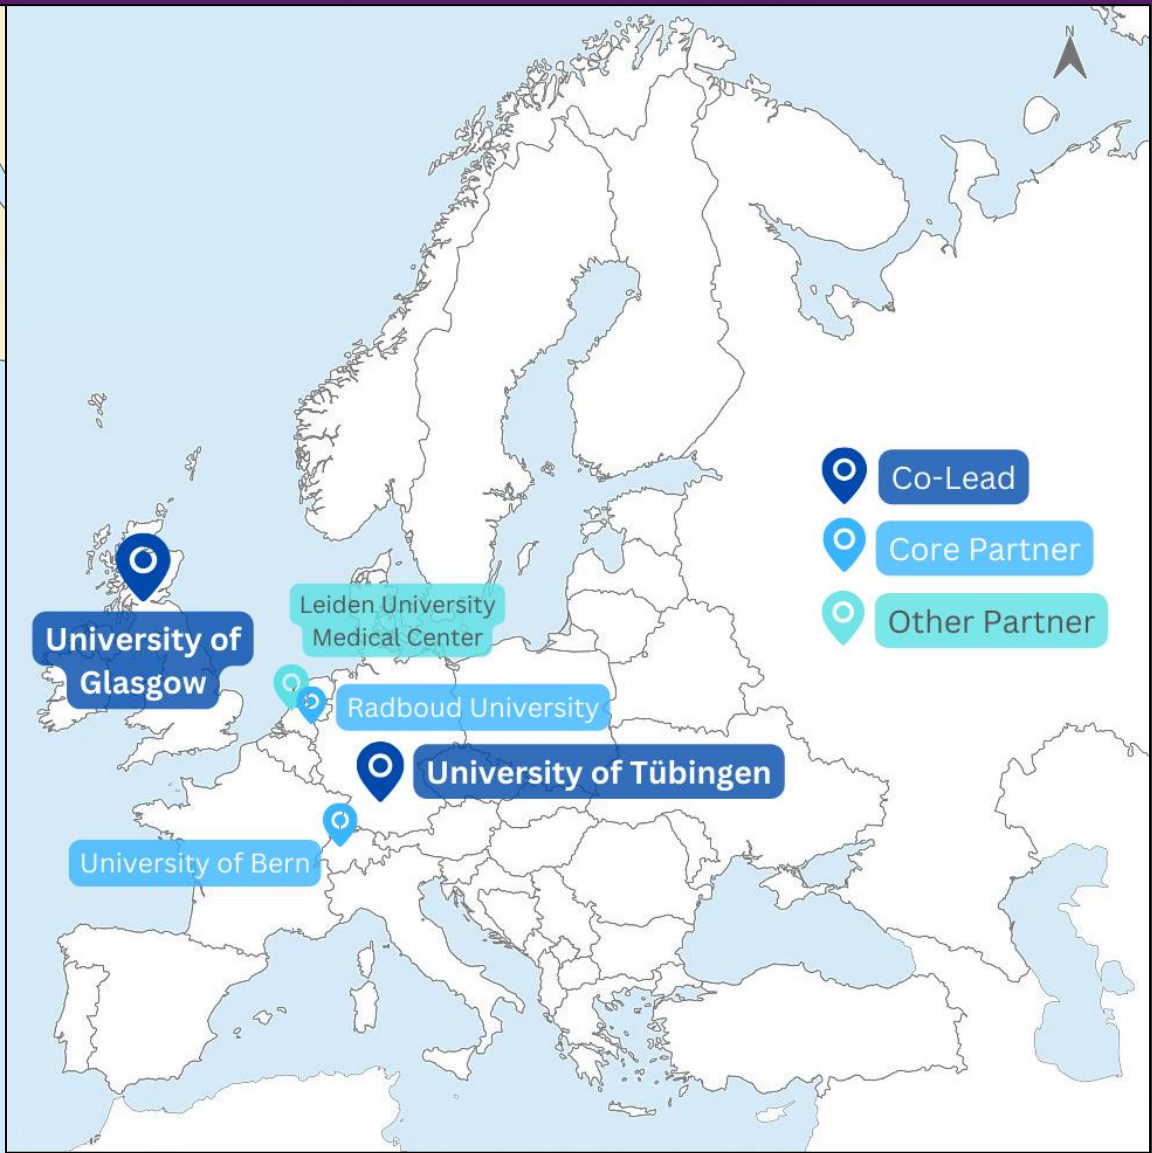 N
Co-Lead
Core Partner
Other Partner
University of
Glasgow
Leiden University
Medical Center
Radboud University
University of Tübingen
University of Bern